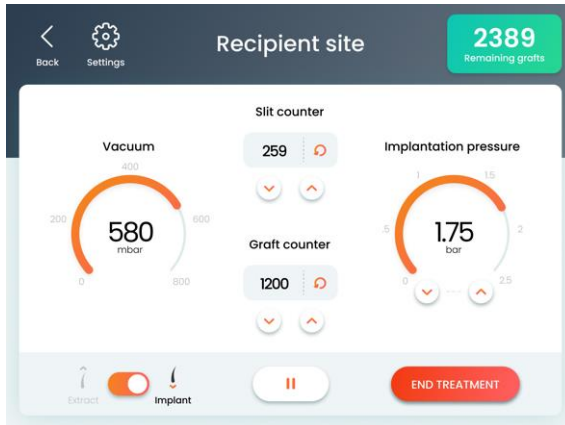 Back
Settings
Recipient site
2389
Remaining grafts
Vacuum
0
200
400
600
800
580
mbar
Slit counter
259
Graft counter
1200
Implantation pressure
0
.5
1
1.5
2
2.5
1.75
bar
Extract
Implant
END TREATMENT